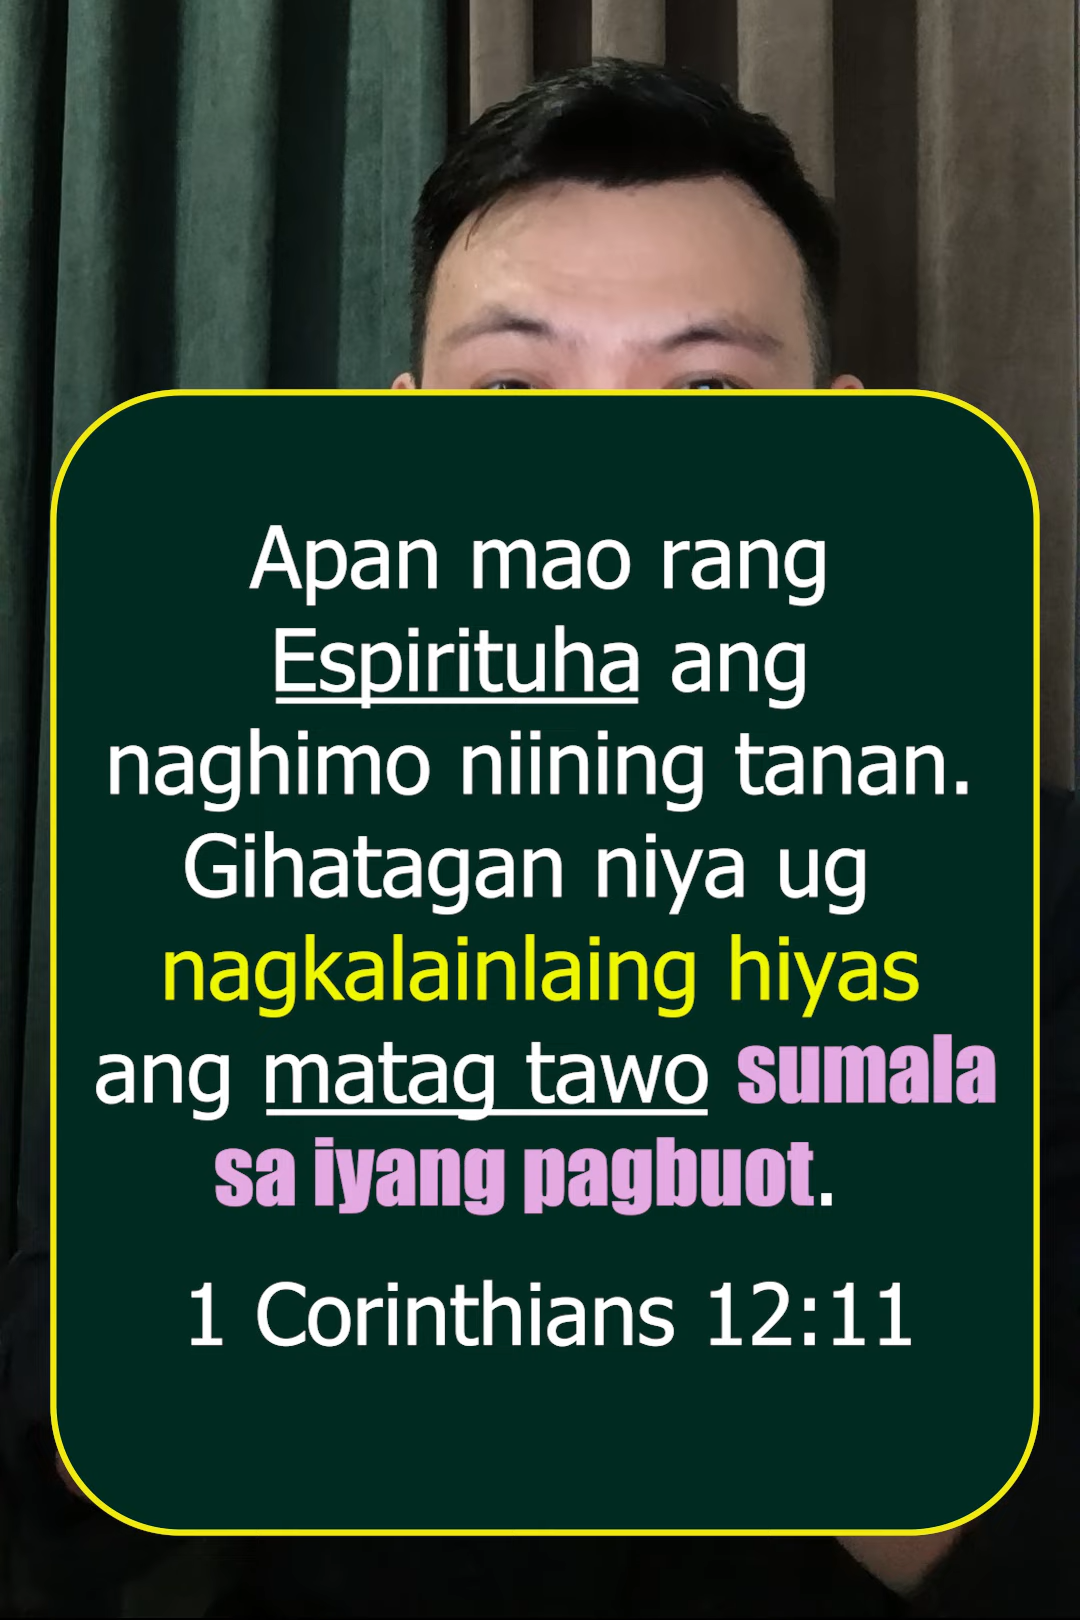 Apan mao rang
Espirituha ang
naghimo niining tanan.
Gihatagan niya ug
nagkalainlaing hiyas
ang matag tawo sumala
sa iyang pagbuot.
1 Corinthians 12:11